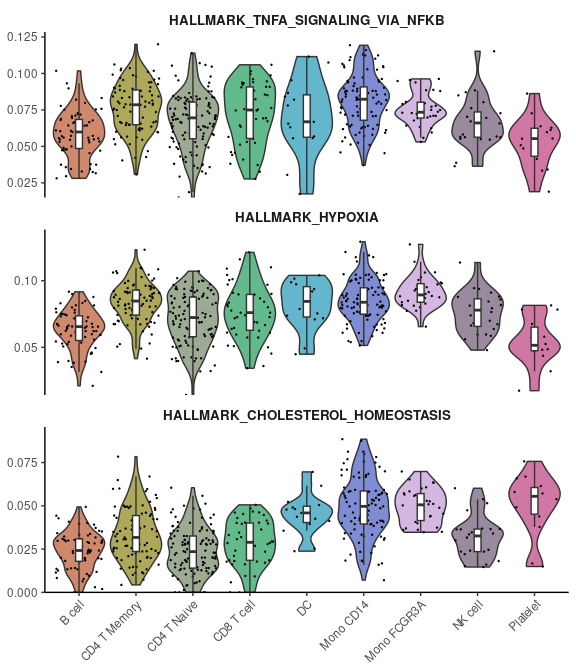 HALLMARK_TNFA_SIGNALING_VIA_NFKB
0.125
0.100
0.075
0.050
0.025
HALLMARK_HYPOXIA
0.10
0.05
HALLMARK_CHOLESTEROL_HOMEOSTASIS
0.075
0.050
0.025
0.000
B cell
CD4 T Memory
CD4 T Naive
CD8 T cell
DC
Mono CD14
Mono FCGR3A
NK cell
Platelet